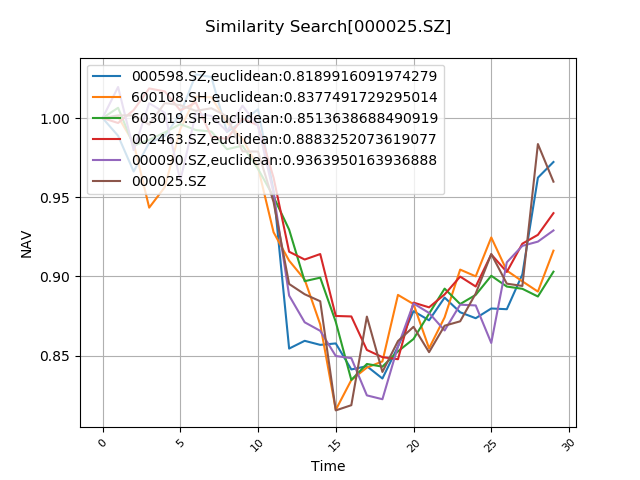 Similarity Search[000025.SZ]
000598.SZ,euclidean:0.8189916091974279
600108.SH,euclidean:0.8377491729295014
603019.SH,euclidean:0.8513638688490919
002463.SZ,euclidean:0.8883252073619077
000090.SZ,euclidean:0.9363950163936888
000025.SZ
1.00
0.95
0.90
0.85
NAV
0
5
10
15
20
25
30
Time